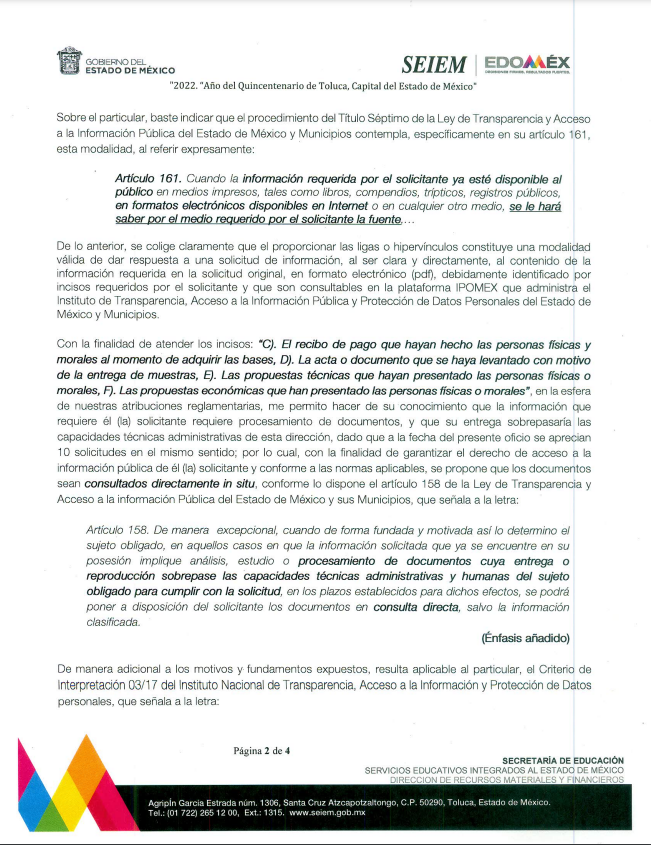 GOBIERNO DEL
ESTADO DE MÉXICO
SEIEM
EDOMÉX
DECISIONES FIRMES, RESULTADOS FUERTES.
"2022. "Año del Quincentenario de Toluca, Capital del Estado de México"
Sobre el particular, baste indicar que el procedimiento del Título Séptimo de la Ley de Transparencia y Acceso
a la Información Pública del Estado de México y Municipios contempla, específicamente en su artículo 161,
esta modalidad, al referir expresamente:
Artículo 161. Cuando la información requerida por el solicitante ya esté disponible al
público en medios impresos, tales como libros, compendios, trípticos, registros públicos,
en formatos electrónicos disponibles en Internet o en cualquier otro medio, se le hará
saber por el medio requerido por el solicitante la fuente,…
De lo anterior, se colige claramente que el proporcionar las ligas o hipervínculos constituye una modalidad
válida de dar respuesta a una solicitud de información, al ser clara y directamente, al contenido de la
información requerida en la solicitud original, en formato electrónico (pdf), debidamente identificado por
incisos requeridos por el solicitante y que son consultables en la plataforma IPOMEX que administra el
Instituto de Transparencia, Acceso a la Información Pública y Protección de Datos Personales del Estado de
México y Municipios.
Con la finalidad de atender los incisos: "C). El recibo de pago que hayan hecho las personas físicas y
morales al momento de adquirir las bases, D). La acta o documento que se haya levantado con motivo
de la entrega de muestras, E). Las propuestas técnicas que hayan presentado las personas físicas o
morales, F). Las propuestas económicas que han presentado las personas físicas o morales", en la esfera
de nuestras atribuciones reglamentarias, me permito hacer de su conocimiento que la información que
requiere él (la) solicitante requiere procesamiento de documentos, y que su entrega sobrepasaría las
capacidades técnicas administrativas de esta dirección, dado que a la fecha del presente oficio se aprecian
10 solicitudes en el mismo sentido; por lo cual, con la finalidad de garantizar el derecho de acceso a la
información pública de él (la) solicitante y conforme a las normas aplicables, se propone que los documentos
sean consultados directamente in situ, conforme lo dispone el artículo 158 de la Ley de Transparencia y
Acceso a la información Pública del Estado de México y sus Municipios, que señala a la letra:
Artículo 158. De manera excepcional, cuando de forma fundada y motivada así lo determino el
sujeto obligado, en aquellos casos en que la información solicitada que ya se encuentre en su
posesión implique análisis, estudio o procesamiento de documentos cuya entrega o
reproducción sobrepase las capacidades técnicas administrativas y humanas del sujeto
obligado para cumplir con la solicitud, en los plazos establecidos para dichos efectos, se podrá
poner a disposición del solicitante los documentos en consulta directa, salvo la información
clasificada.
(Énfasis añadido)
De manera adicional a los motivos y fundamentos expuestos, resulta aplicable al particular, el Criterio de
Interpretación 03/17 del Instituto Nacional de Transparencia, Acceso a la Información y Protección de Datos
personales, que señala a la letra:
Página 2 de 4
SECRETARÍA DE EDUCACIÓN
SERVICIOS EDUCATIVOS INTEGRADOS AL ESTADO DE MÉXICO
DIRECCION DE RECURSOS MATERIALES Y FINANCIEROS
Agripín García Estrada núm. 1306, Santa Cruz Atzcapotzaltongo, C.P. 50290, Toluca, Estado de México.
Tel.: (01 722) 265 12 00, Ext.: 1315. www.seiem.gob.mx